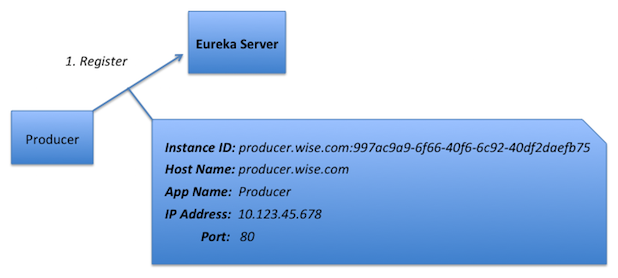 Eureka Server
1. Register
Producer
Instance ID: producer.wise.com:997ac9a9-6f66-40f6-6c92-40df2daefb75
Host Name: producer.wise.com
App Name: Producer
IP Address: 10.123.45.678
Port: 80